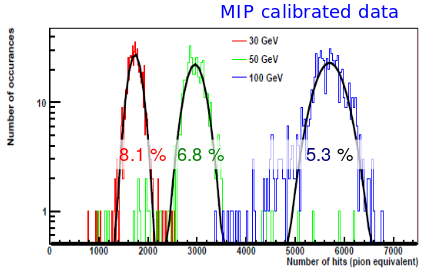 MIP calibrated data
Number of occurances
30 GeV
50 GeV
100 GeV
10
1
8.1 %
6.8 %
5.3 %
0 1000 2000 3000 4000 5000 6000 7000
Number of hits (pion equivalent)